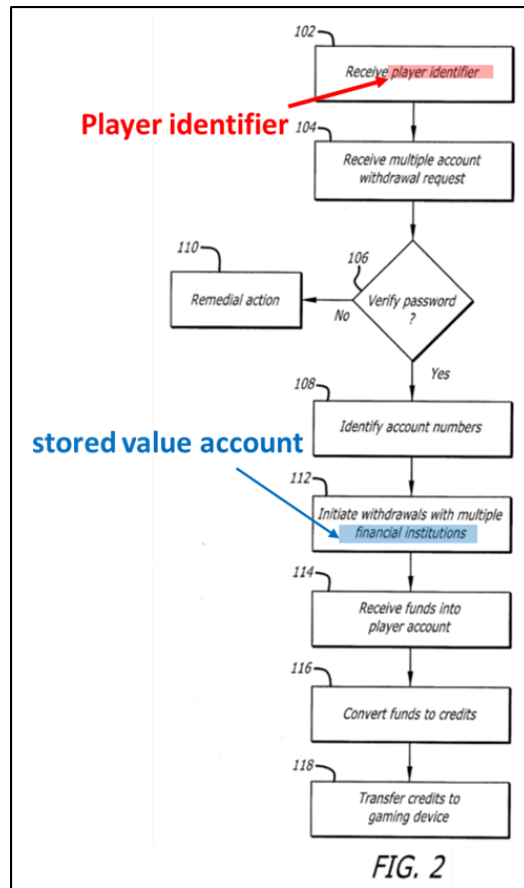 102
Receive player identifier
Player identifier
104
Receive multiple account
withdrawal request
110
Remedial action
106
Verify password
?
No
Yes
108
Identify account numbers
stored value account
112
Initiate withdrawals with multiple
financial institutions
114
Receive funds into
player account
116
Convert funds to credits
118
Transfer credits to
gaming device
FIG. 2